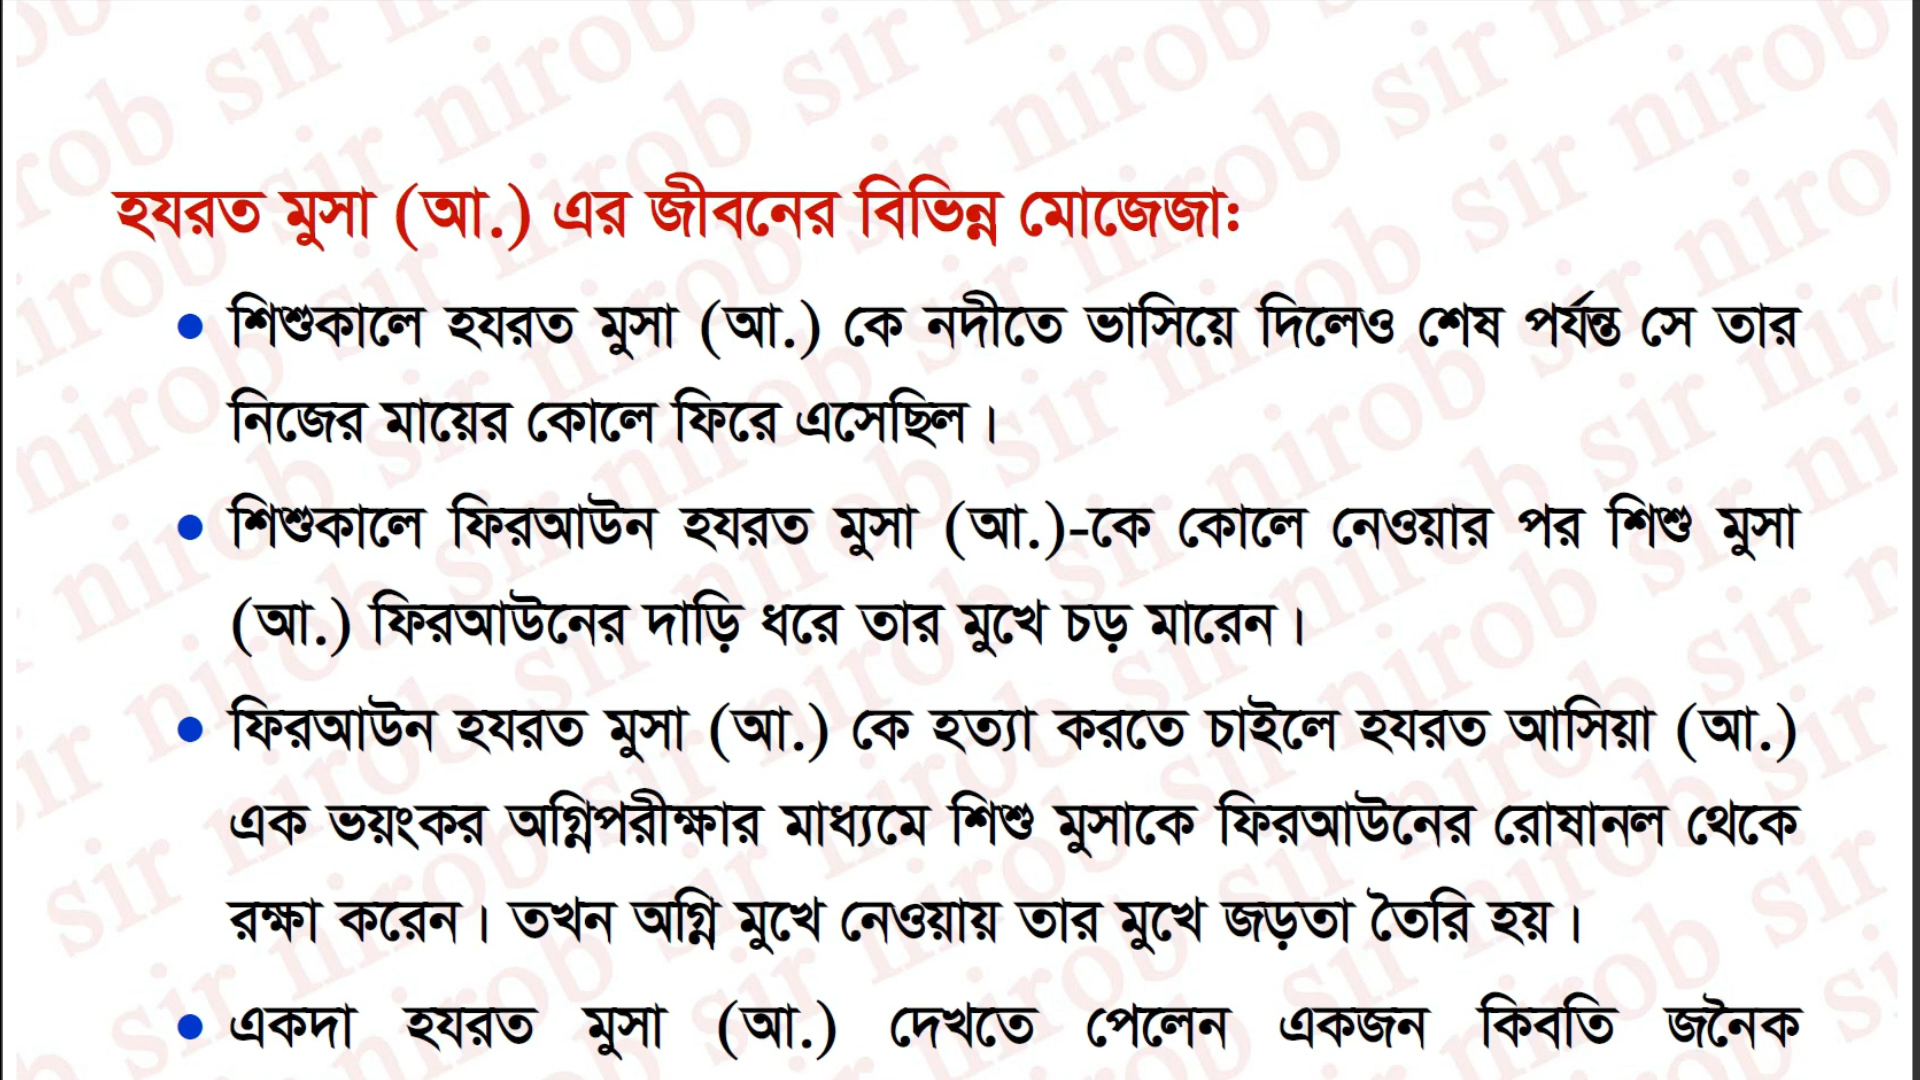 হযরত মুসা (আ.) এর জীবনের বিভিন্ন মোজেজাঃ
● শিশুকালে হযরত মুসা (আ.) কে নদীতে ভাসিয়ে দিলেও শেষ পর্যন্ত সে তার
নিজের মায়ের কোলে ফিরে এসেছিল।
● শিশুকালে ফিরআউন হযরত মুসা (আ.)-কে কোলে নেওয়ার পর শিশু মুসা
(আ.) ফিরআউনের দাড়ি ধরে তার মুখে চড় মারেন।
● ফিরআউন হযরত মুসা (আ.) কে হত্যা করতে চাইলে হযরত আসিয়া (আ.)
এক ভয়ংকর অগ্নিপরীক্ষার মাধ্যমে শিশু মুসাকে ফিরআউনের রোষানল থেকে
রক্ষা করেন। তখন অগ্নি মুখে নেওয়ায় তার মুখে জড়তা তৈরি হয়।
● একদা হযরত মুসা (আ.) দেখতে পেলেন একজন কিবতি জনৈক
sir nirob